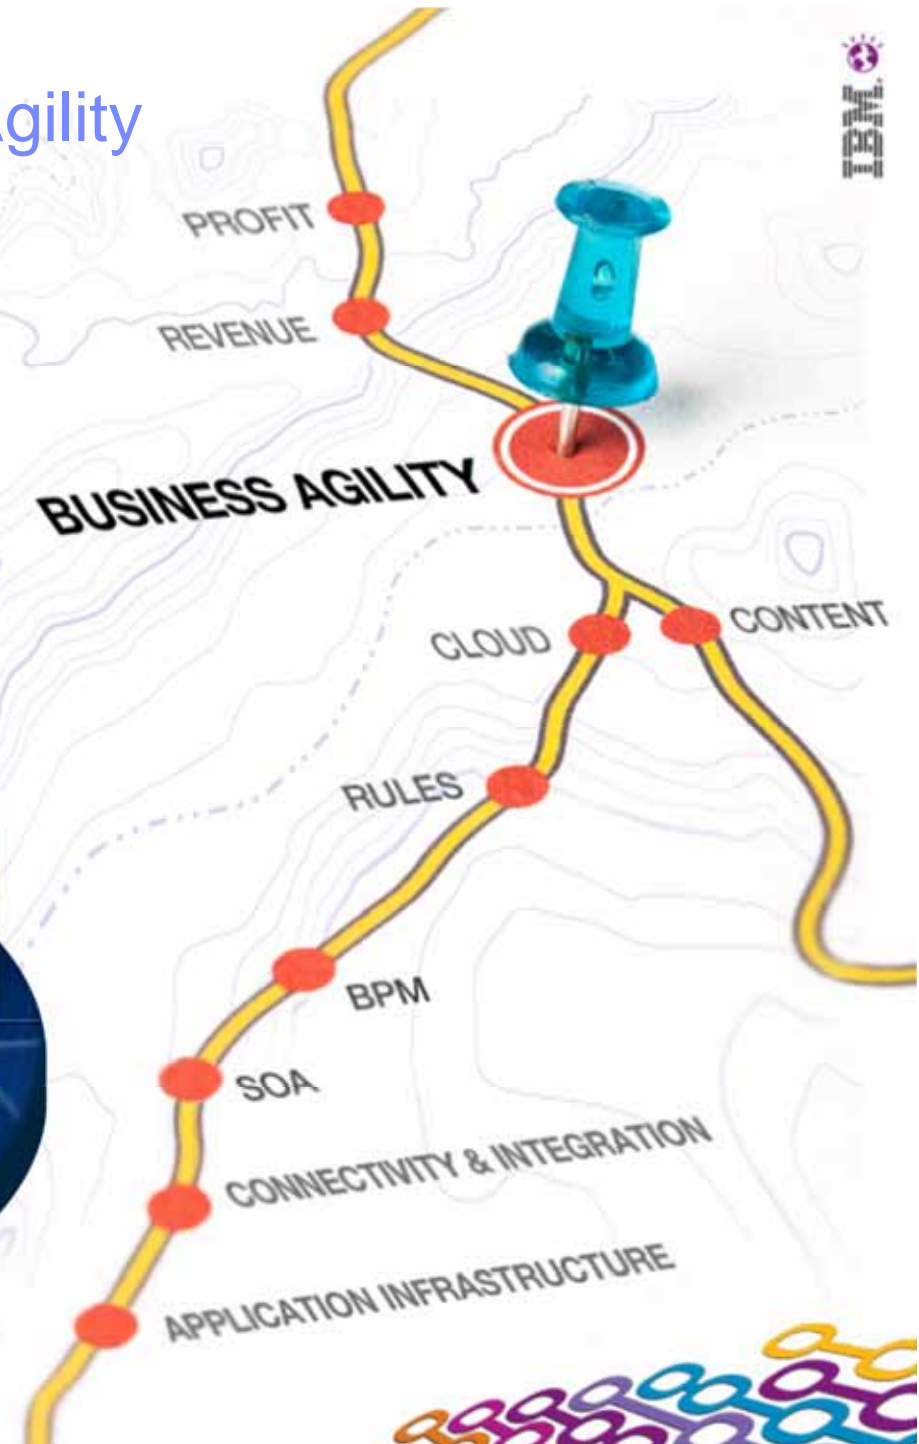 gility
IBM
PROFIT
REVENUE
BUSINESS AGILITY
CLOUD
CONTENT
RULES
BPM
SOA
CONNECTIVITY & INTEGRATION
APPLICATION INFRASTRUCTURE